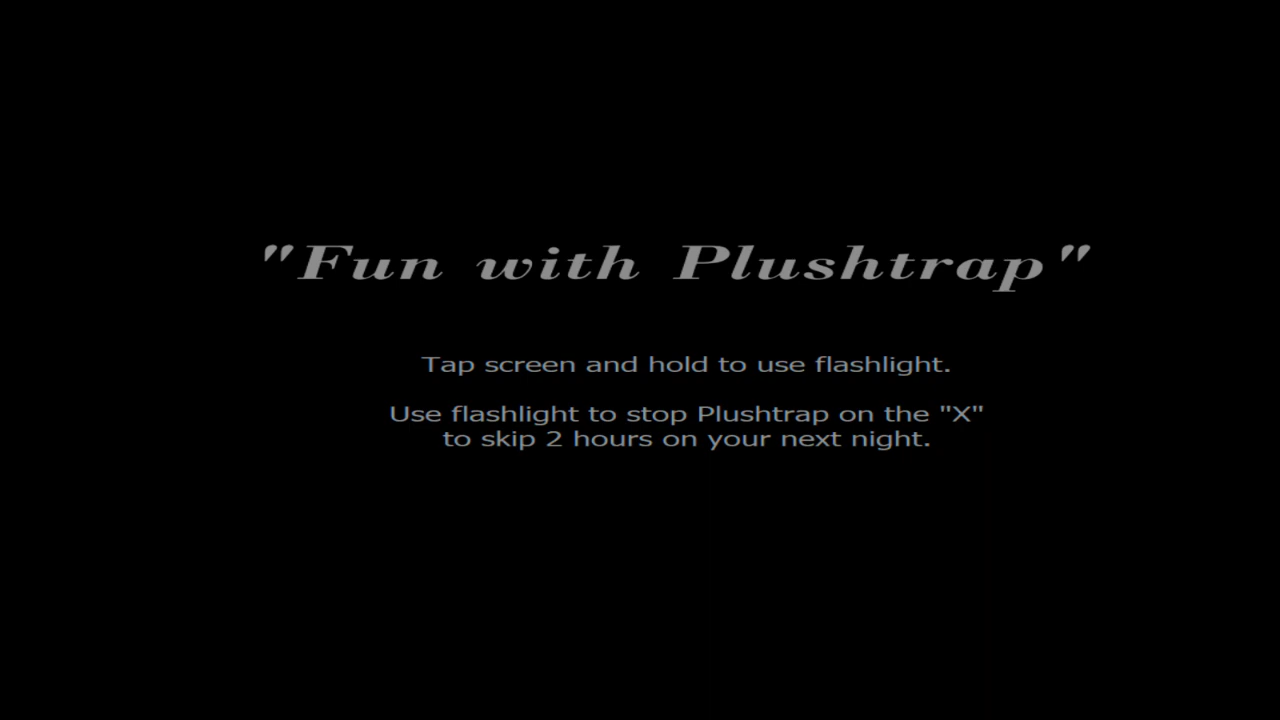 "Fun with Plushtrap"
Tap screen and hold to use flashlight.
Use flashlight to stop Plushtrap on the "X"
to skip 2 hours on your next night.